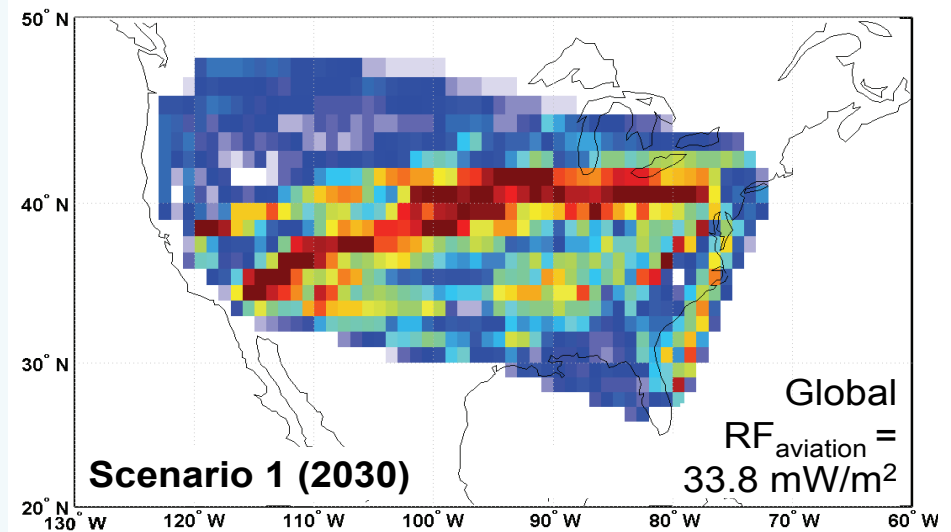 50° N
40° N
30° N
20° N
130° W 120° W 110° W 100° W 90° W 80° W 70° W 60° W
Scenario 1 (2030)
Global
RF_aviation =
33.8 mW/m²